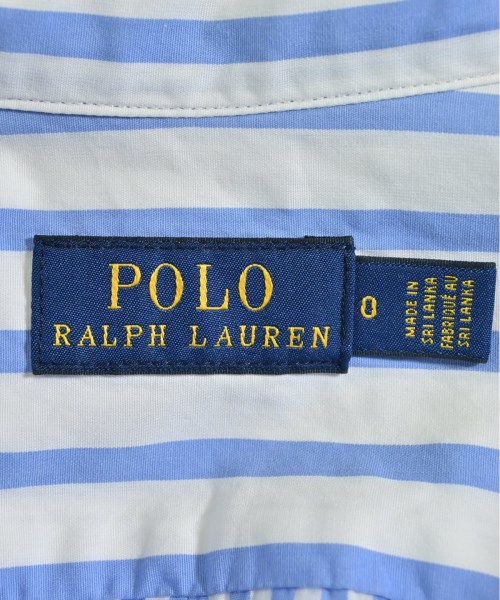 POLO
RALPH LAUREN
0
MADE IN
SRI LANKA
FABRIQUÉ AU
SRI LANKA